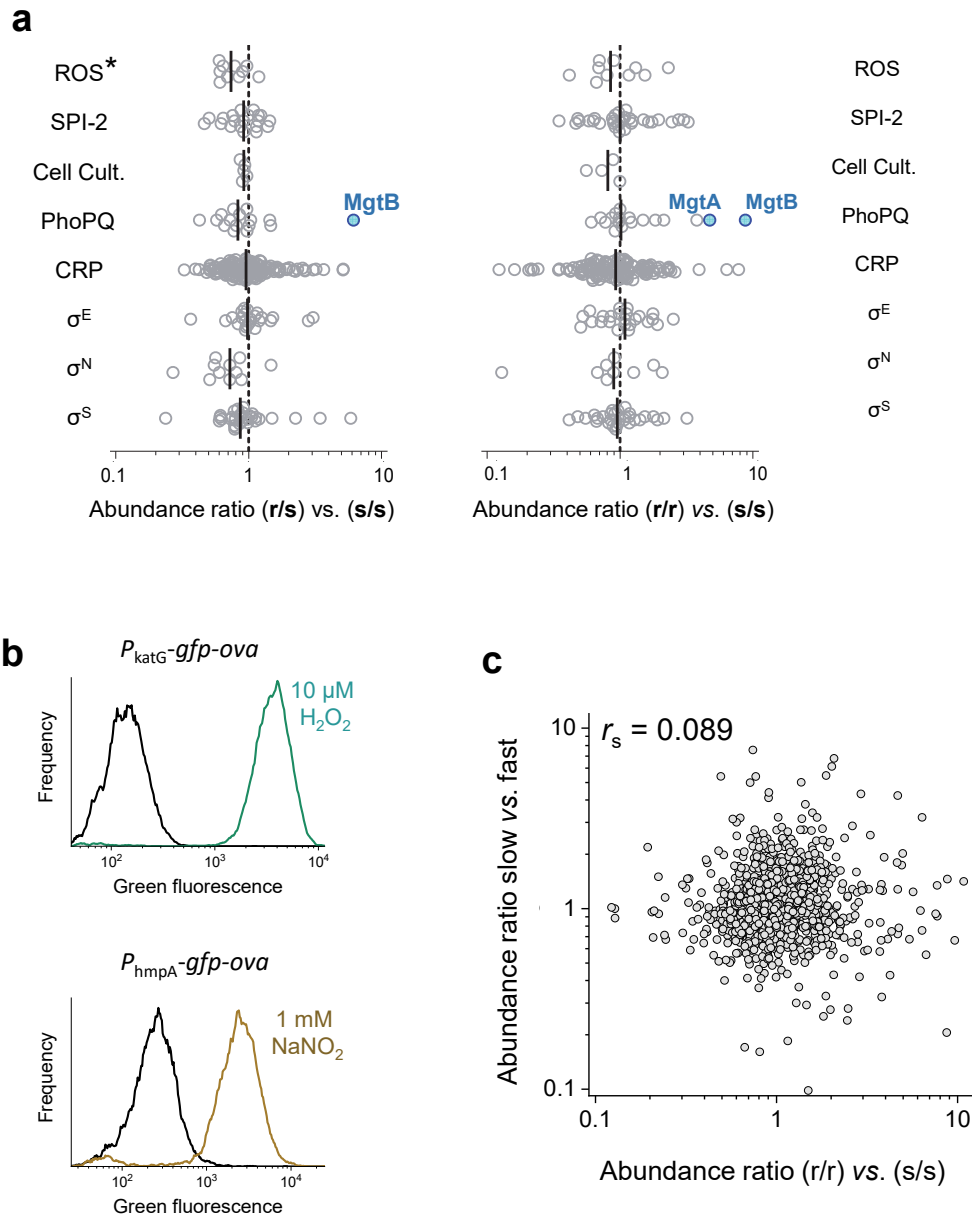 a
ROS*
SPI-2
Cell Cult.
PhoPQ
CRP
σE
σN
σS
MgtB
0.1
1
10
Abundance ratio (r/s) vs. (s/s)
MgtA
MgtB
ROS
SPI-2
Cell Cult.
PhoPQ
CRP
σE
σN
σS
0.1
1
10
Abundance ratio (r/r) vs. (s/s)
b
PkatG-gfp-ova
10 µM
H2O2
Frequency
10²
10³
10⁴
Green fluorescence
PhmpA-gfp-ova
1 mM
NaNO2
Frequency
10²
10³
10⁴
Green fluorescence
c
rs = 0.089
Abundance ratio slow vs. fast
10
1
0.1
0.1
1
10
Abundance ratio (r/r) vs. (s/s)